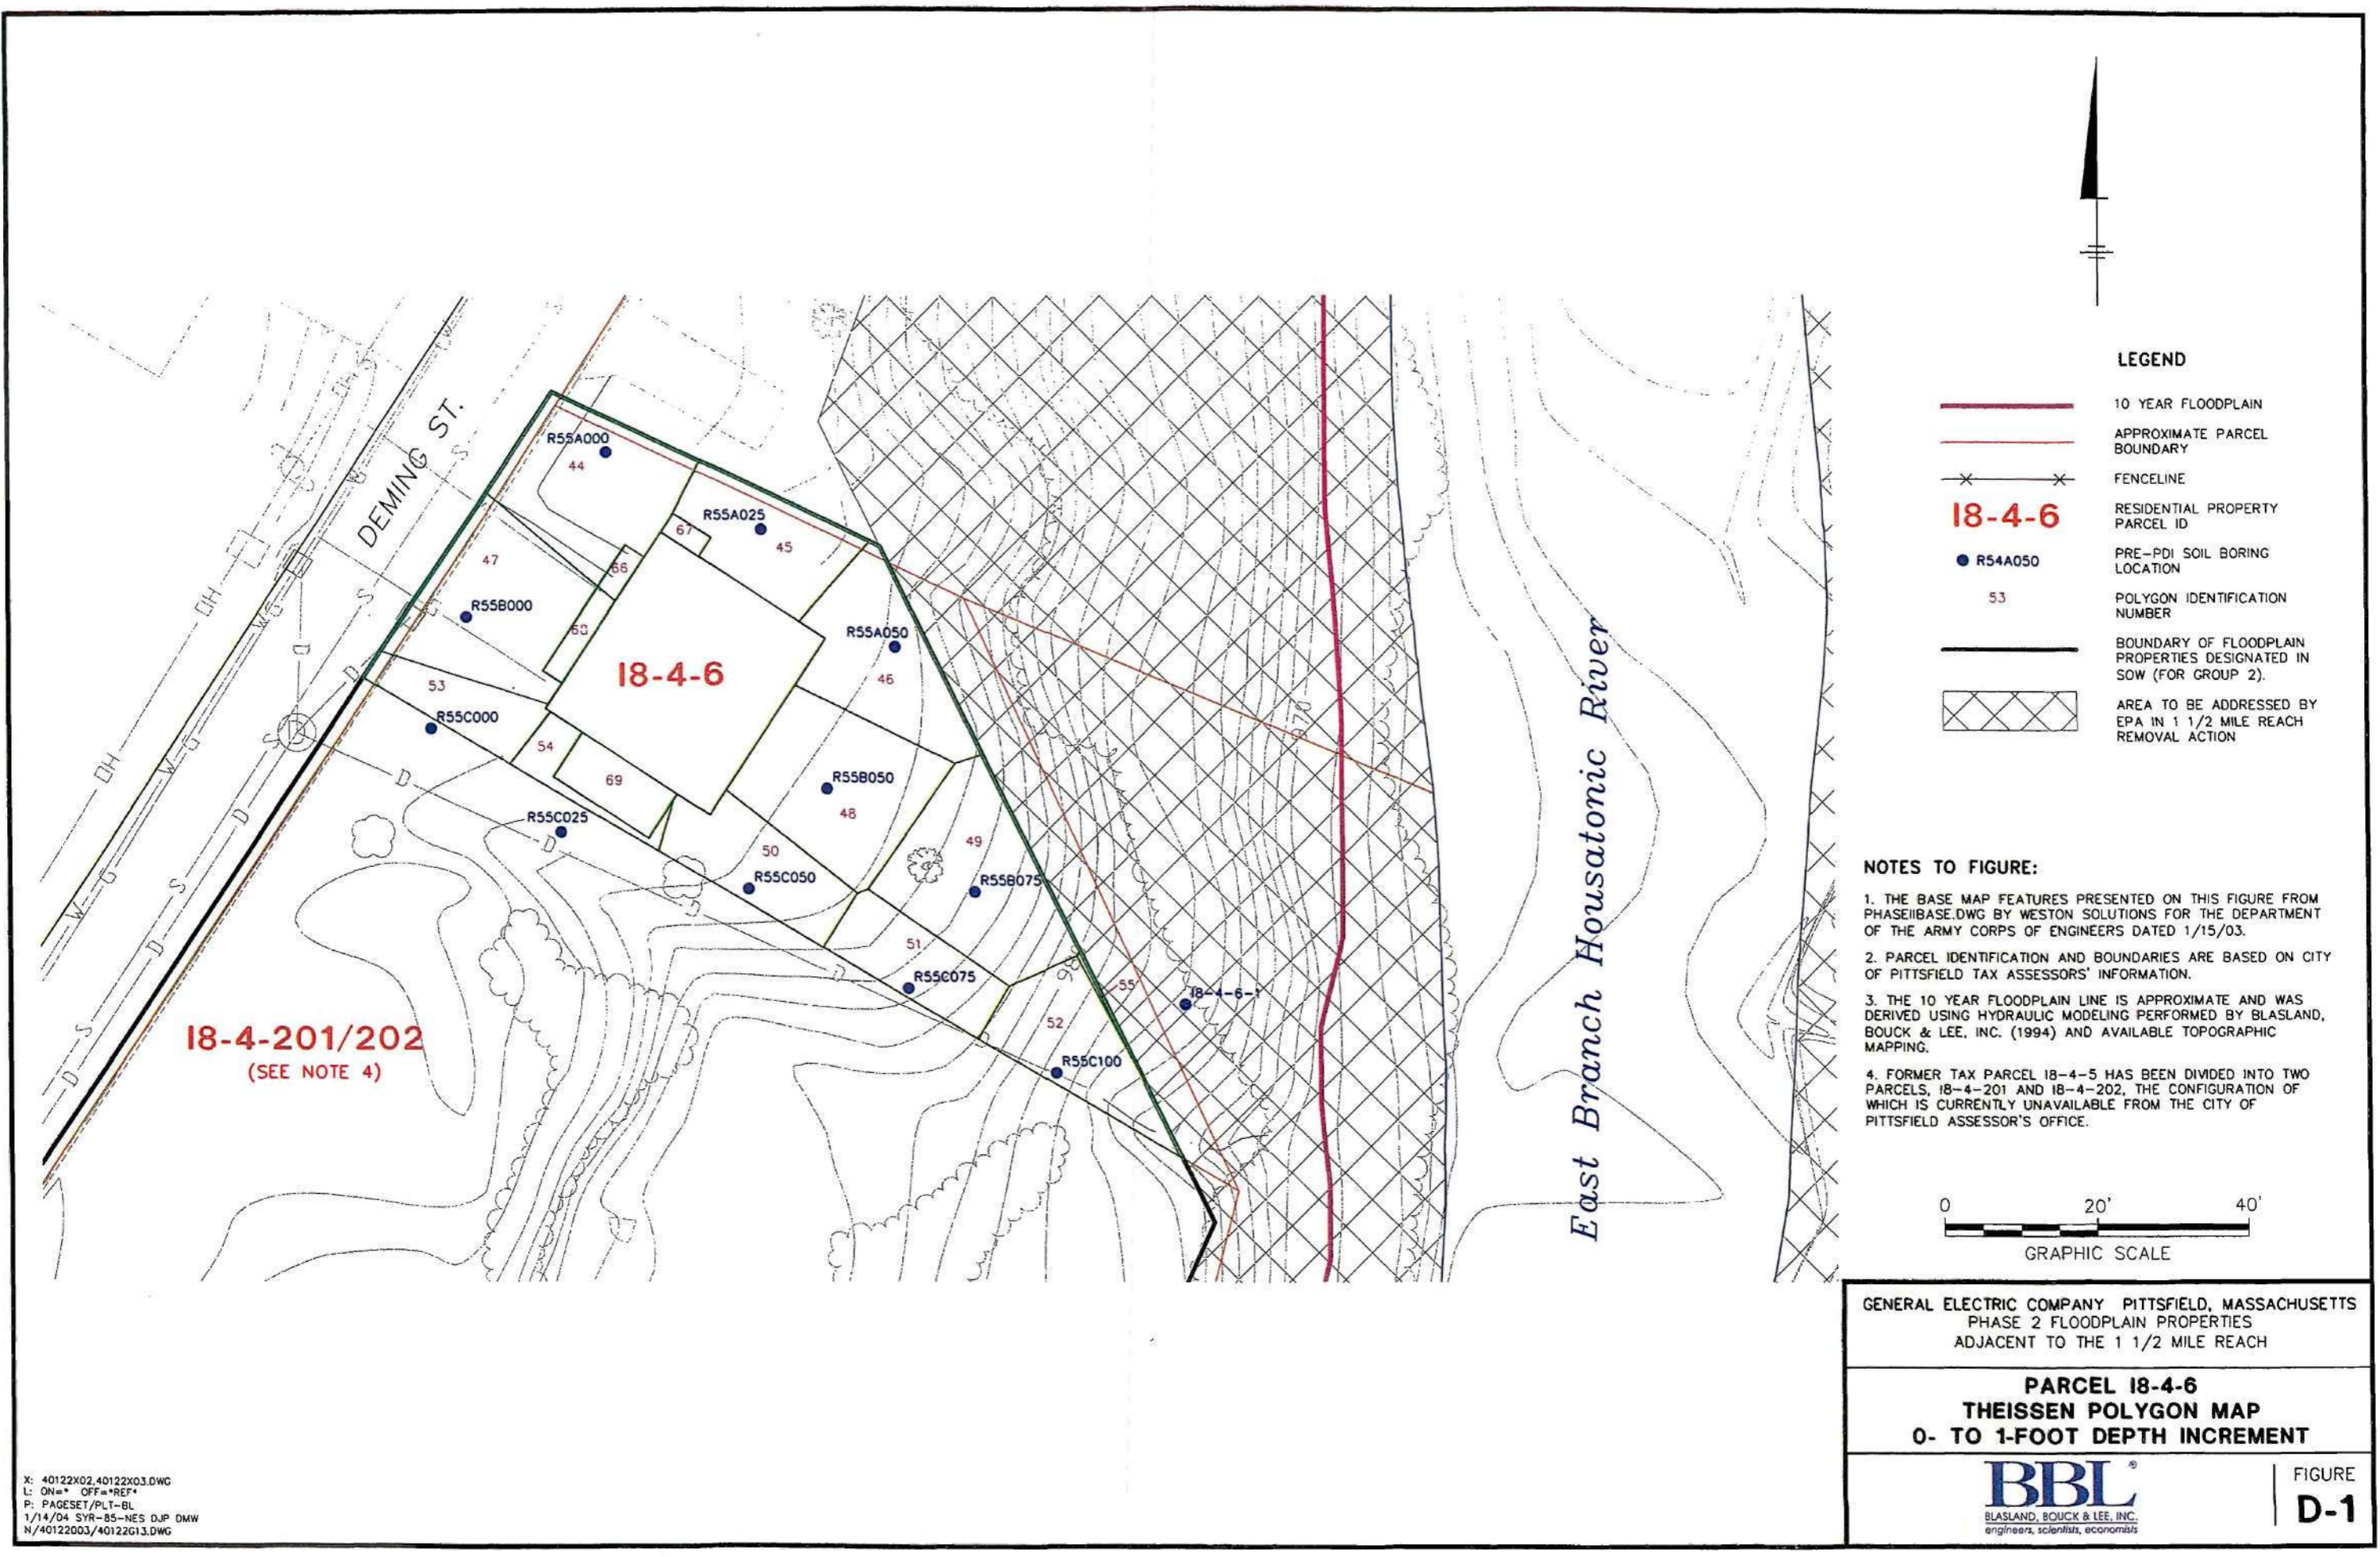 DEMING ST.
R55A000
44
R55A025
67
45
47
66
R55B000
R55A050
I8-4-6
46
53
R55C000
54
69
R55B050
48
R55C025
50
R55C050
49
R55B075
51
R55C075
55
I8-4-6-1
52
R55C100
I8-4-201/202
(SEE NOTE 4)
970
East Branch Housatonic River
OH
OH
OH
W
G
W
G
W
G
S
S
S
S
S
D
D
D
D
D
D
D
LEGEND
10 YEAR FLOODPLAIN
APPROXIMATE PARCEL
BOUNDARY
FENCELINE
I8-4-6
RESIDENTIAL PROPERTY
PARCEL ID
R54A050
PRE-PDI SOIL BORING
LOCATION
53
POLYGON IDENTIFICATION
NUMBER
BOUNDARY OF FLOODPLAIN
PROPERTIES DESIGNATED IN
SOW (FOR GROUP 2).
AREA TO BE ADDRESSED BY
EPA IN 1 1/2 MILE REACH
REMOVAL ACTION
NOTES TO FIGURE:
1. THE BASE MAP FEATURES PRESENTED ON THIS FIGURE FROM
PHASEIIBASE.DWG BY WESTON SOLUTIONS FOR THE DEPARTMENT
OF THE ARMY CORPS OF ENGINEERS DATED 1/15/03.
2. PARCEL IDENTIFICATION AND BOUNDARIES ARE BASED ON CITY
OF PITTSFIELD TAX ASSESSORS' INFORMATION.
3. THE 10 YEAR FLOODPLAIN LINE IS APPROXIMATE AND WAS
DERIVED USING HYDRAULIC MODELING PERFORMED BY BLASLAND,
BOUCK & LEE, INC. (1994) AND AVAILABLE TOPOGRAPHIC
MAPPING.
4. FORMER TAX PARCEL I8-4-5 HAS BEEN DIVIDED INTO TWO
PARCELS, I8-4-201 AND I8-4-202, THE CONFIGURATION OF
WHICH IS CURRENTLY UNAVAILABLE FROM THE CITY OF
PITTSFIELD ASSESSOR'S OFFICE.
0 20' 40'
GRAPHIC SCALE
GENERAL ELECTRIC COMPANY PITTSFIELD, MASSACHUSETTS
PHASE 2 FLOODPLAIN PROPERTIES
ADJACENT TO THE 1 1/2 MILE REACH
PARCEL I8-4-6
THEISSEN POLYGON MAP
0- TO 1-FOOT DEPTH INCREMENT
BBL®
BLASLAND, BOUCK & LEE, INC.
engineers, scientists, economists
FIGURE
D-1
X: 40122X02,40122X03.DWG
L: ON=* OFF=*REF*
P: PAGESET/PLT-BL
1/14/04 SYR-85-NES DJP DMW
N/40122003/40122G13.DWG